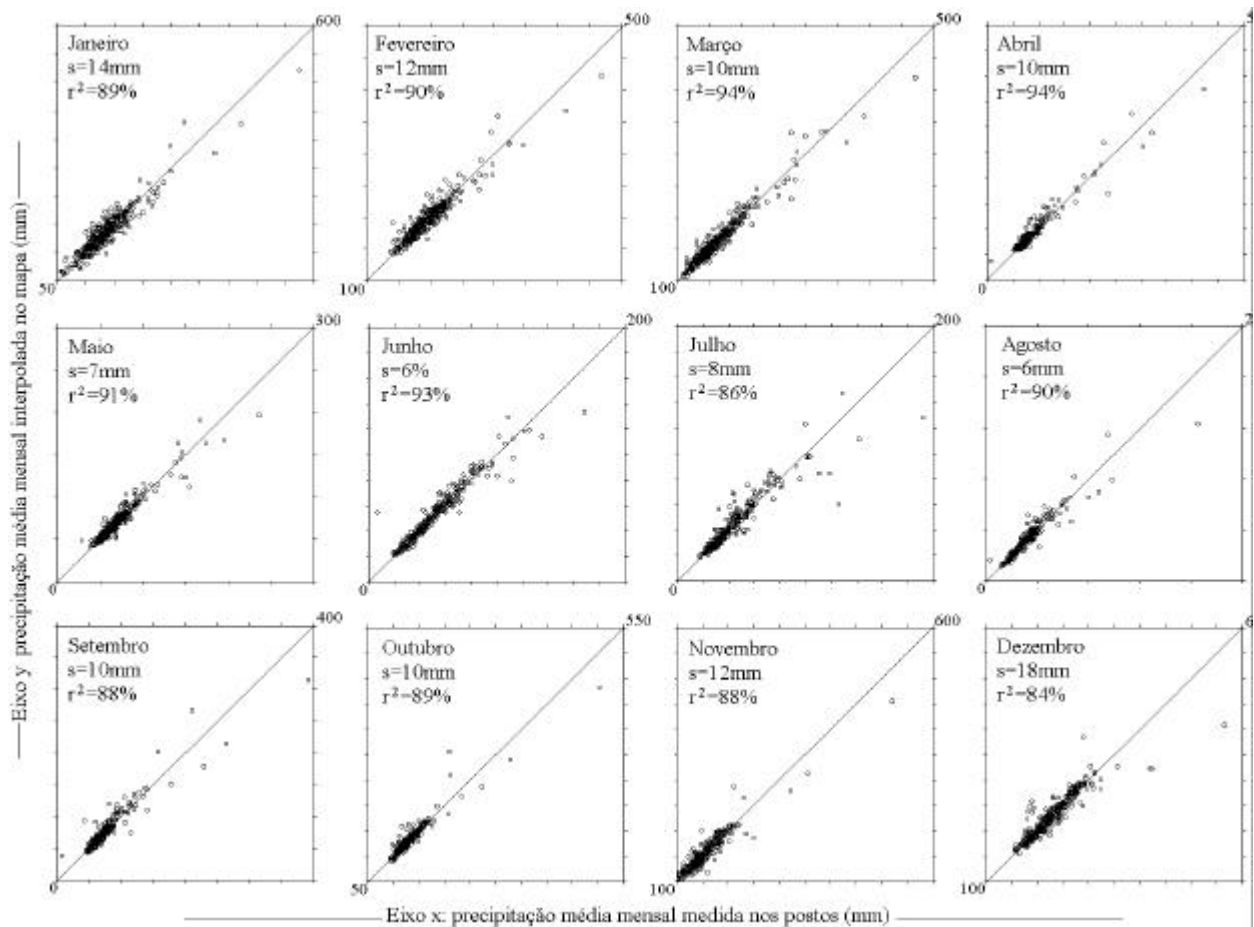 600
Janeiro
s=14mm
r²=89%
50
500
Fevereiro
s=12mm
r²=90%
100
500
Março
s=10mm
r²=94%
100
Abril
s=10mm
r²=94%
0
300
Maio
s=7mm
r²=91%
0
200
Junho
s=6%
r²=93%
0
200
Julho
s=8mm
r²=86%
0
Agosto
s=6mm
r²=90%
0
400
Setembro
s=10mm
r²=88%
0
550
Outubro
s=10mm
r²=89%
50
600
Novembro
s=12mm
r²=88%
100
Dezembro
s=18mm
r²=84%
100
Eixo y precipitação média mensal interpolada no mapa (mm)
Eixo x: precipitação média mensal medida nos postos (mm)